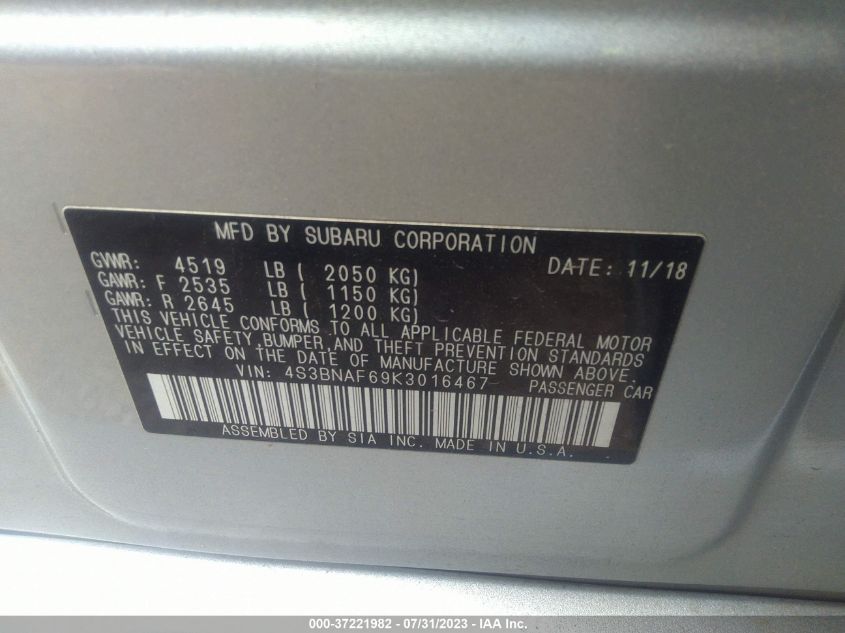 MFD BY SUBARU CORPORATION
GVWR: 4519 LB ( 2050 KG) DATE: 11/18
GAWR: F 2535 LB ( 1150 KG)
GAWR: R 2645 LB ( 1200 KG)
THIS VEHICLE CONFORMS TO ALL APPLICABLE FEDERAL MOTOR
VEHICLE SAFETY, BUMPER, AND THEFT PREVENTION STANDARDS
IN EFFECT ON THE DATE OF MANUFACTURE SHOWN ABOVE.
VIN: 4S3BNAF69K3016467 PASSENGER CAR
ASSEMBLED BY SIA INC. MADE IN U.S.A.
000-37221982 - 07/31/2023 - IAA Inc.